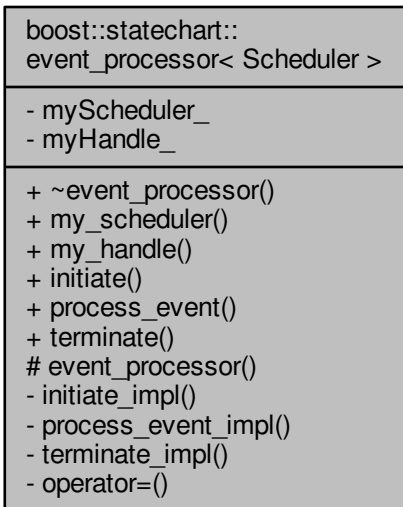 boost::statechart::
event_processor< Scheduler >
- myScheduler_
- myHandle_
+ ~event_processor()
+ my_scheduler()
+ my_handle()
+ initiate()
+ process_event()
+ terminate()
# event_processor()
- initiate_impl()
- process_event_impl()
- terminate_impl()
- operator=()